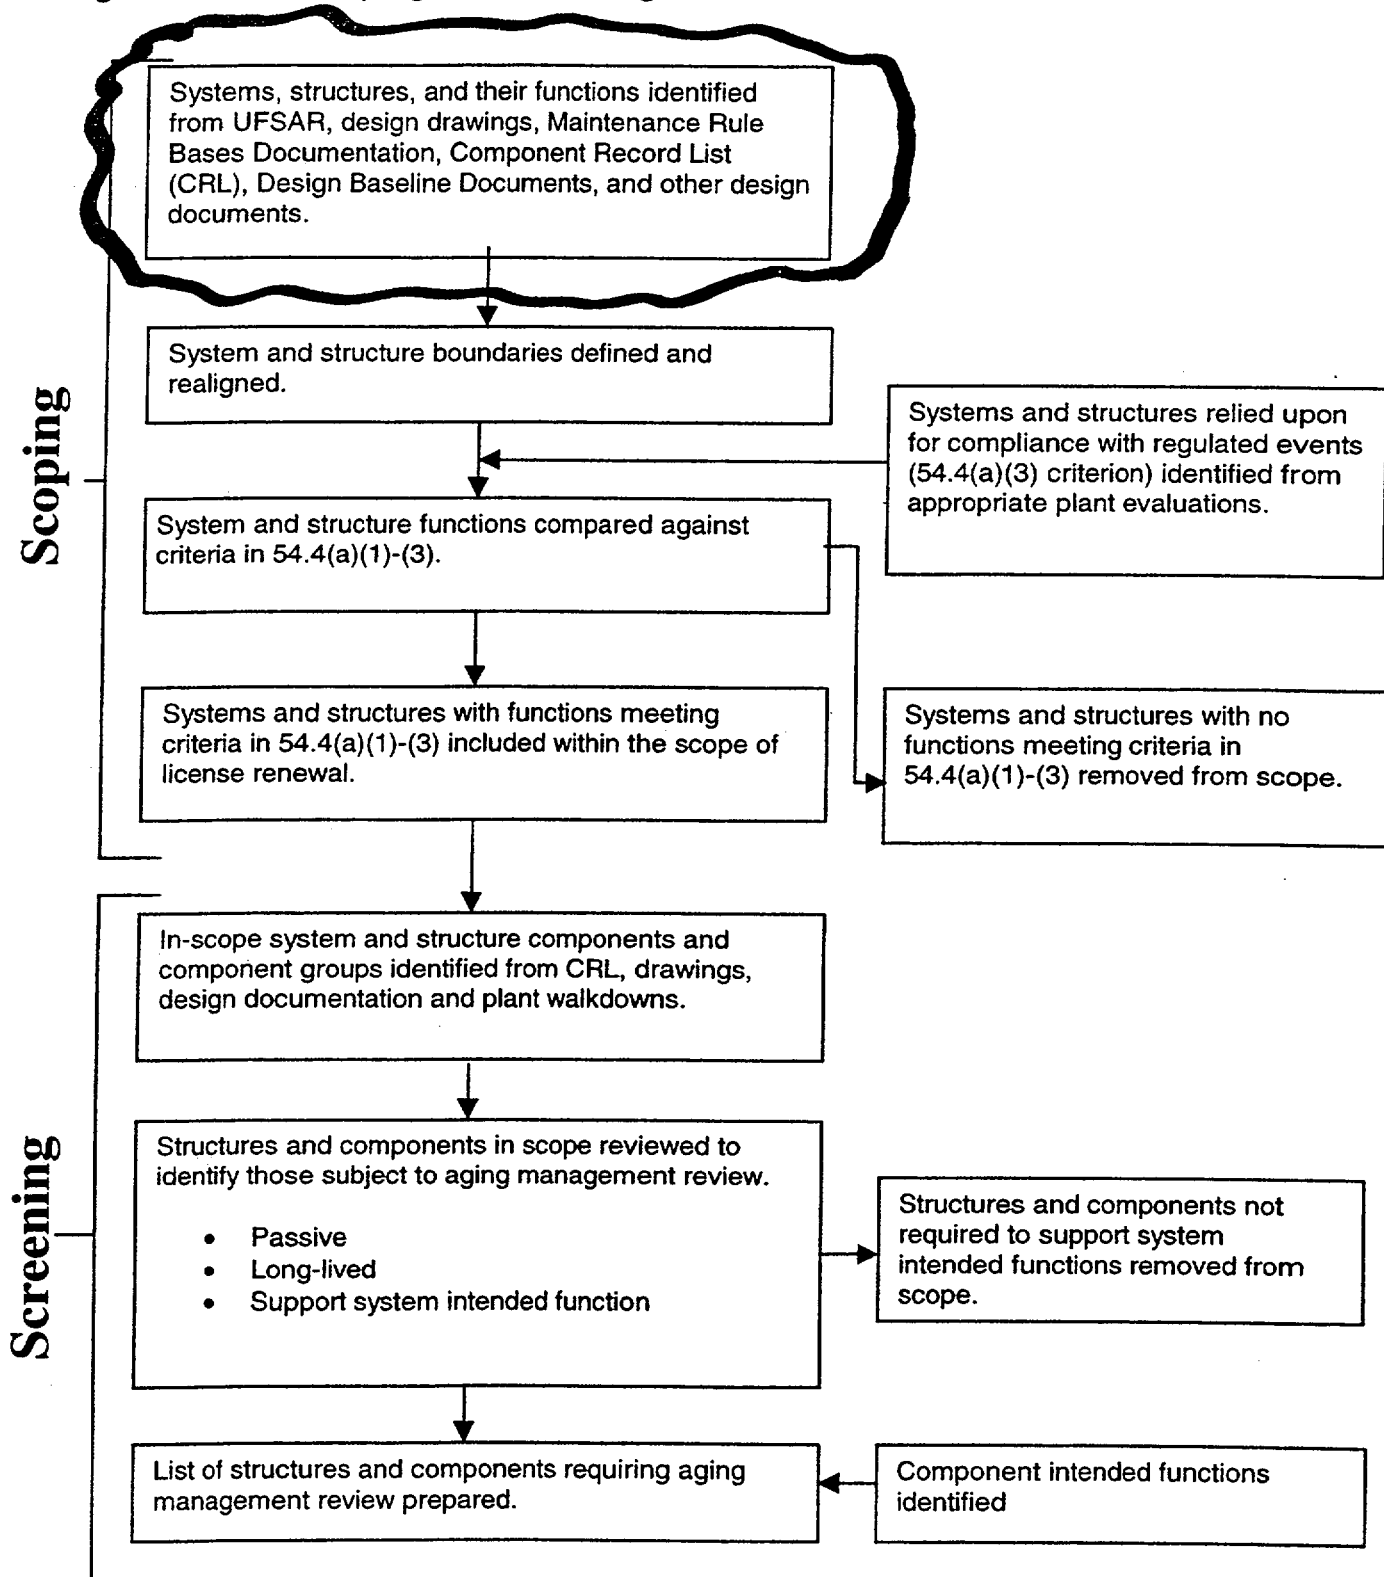 Systems, structures, and their functions identified
from UFSAR, design drawings, Maintenance Rule
Bases Documentation, Component Record List
(CRL), Design Baseline Documents, and other design
documents.
System and structure boundaries defined and
realigned.
Scoping
Systems and structures relied upon
for compliance with regulated events
(54.4(a)(3) criterion) identified from
appropriate plant evaluations.
System and structure functions compared against
criteria in 54.4(a)(1)-(3).
Systems and structures with functions meeting
criteria in 54.4(a)(1)-(3) included within the scope of
license renewal.
Systems and structures with no
functions meeting criteria in
54.4(a)(1)-(3) removed from scope.
In-scope system and structure components and
component groups identified from CRL, drawings,
design documentation and plant walkdowns.
Screening
Structures and components in scope reviewed to
identify those subject to aging management review.
• Passive
• Long-lived
• Support system intended function
Structures and components not
required to support system
intended functions removed from
scope.
List of structures and components requiring aging
management review prepared.
Component intended functions
identified